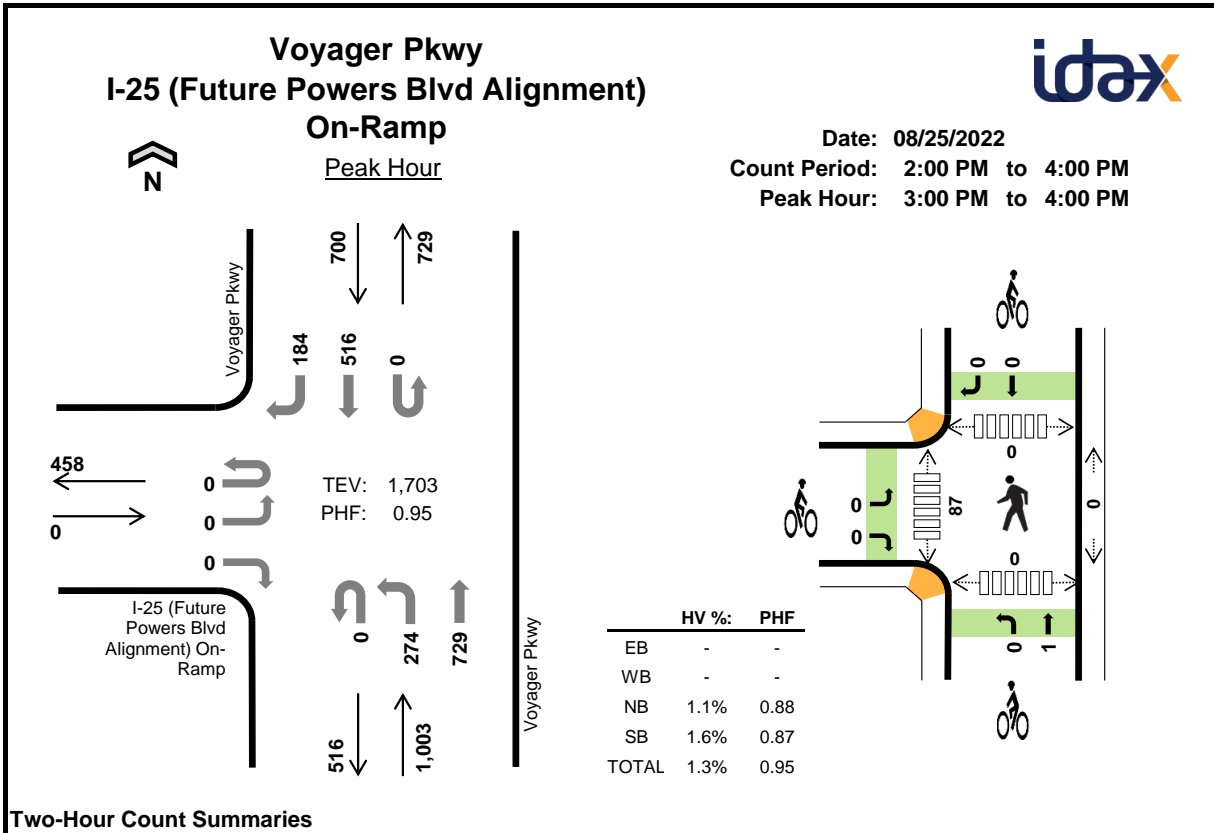 Voyager Pkwy
I-25 (Future Powers Blvd Alignment)
On-Ramp
Peak Hour
N
idax
Date: 08/25/2022
Count Period: 2:00 PM to 4:00 PM
Peak Hour: 3:00 PM to 4:00 PM
700
729
Voyager Pkwy
184
516
0
458
0
0
0
0
TEV: 1,703
PHF: 0.95
I-25 (Future
Powers Blvd
Alignment) On-
Ramp
0
274
729
516
1,003
Voyager Pkwy
0
0
0
0
0
87
0
0
0
1
HV %: PHF
EB - -
WB - -
NB 1.1% 0.88
SB 1.6% 0.87
TOTAL 1.3% 0.95
Two-Hour Count Summaries